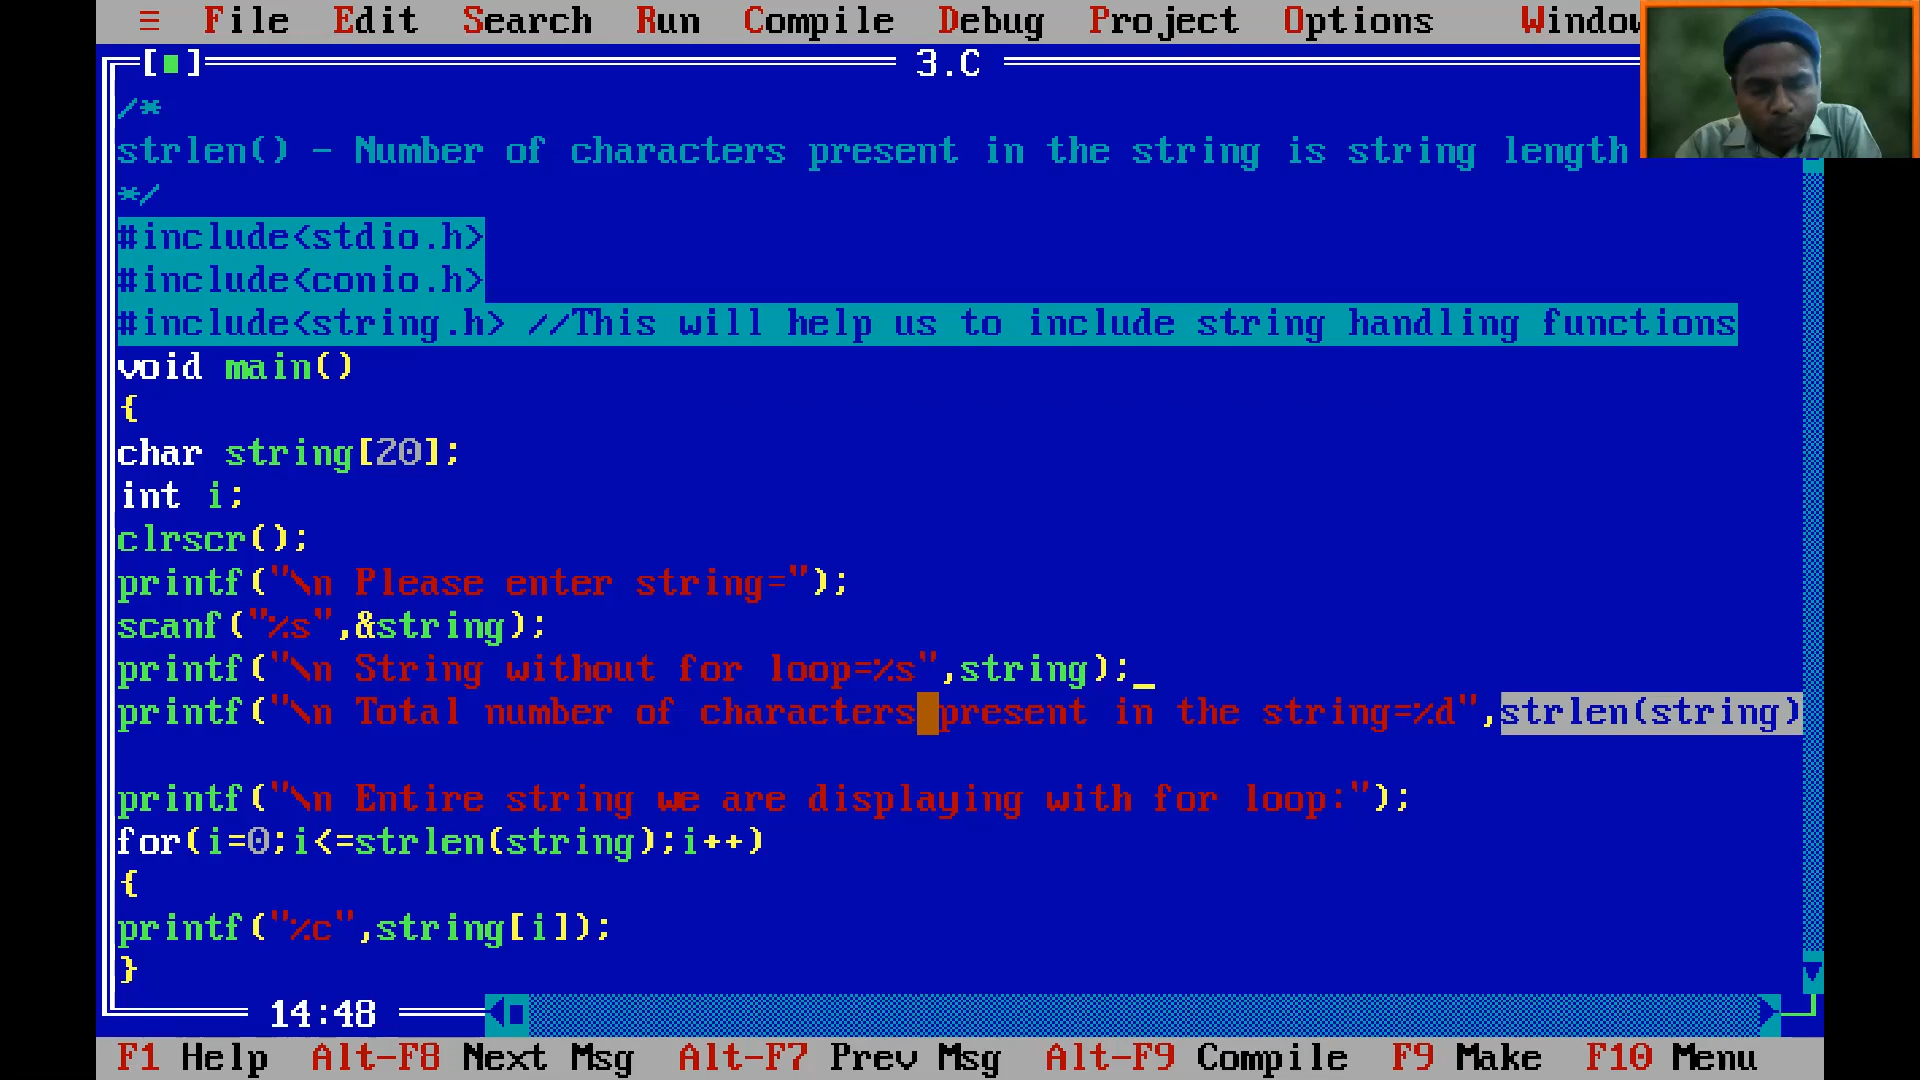 ≡ File Edit Search Run Compile Debug Project Options Window
[■] 3.C
/*
strlen() - Number of characters present in the string is string length
*/
#include<stdio.h>
#include<conio.h>
#include<string.h> //This will help us to include string handling functions
void main()
{
char string[20];
int i;
clrscr();
printf("\n Please enter string=");
scanf("%s",&string);
printf("\n String without for loop=%s",string);_
printf("\n Total number of characters present in the string=%d",strlen(string)
printf("\n Entire string we are displaying with for loop:");
for(i=0;i<=strlen(string);i++)
{
printf("%c",string[i]);
}
14:48
F1 Help Alt-F8 Next Msg Alt-F7 Prev Msg Alt-F9 Compile F9 Make F10 Menu